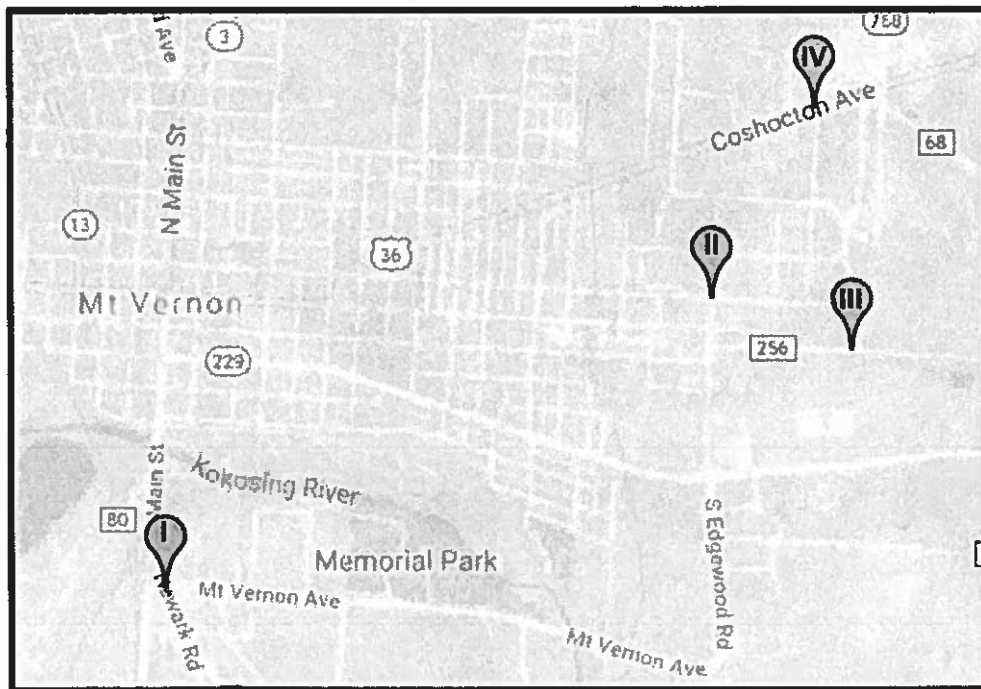 3
768
IV
Coshocton Ave
68
N Main St
13
36
II
III
Mt Vernon
256
229
Main St
Kokosing River
80
I
Memorial Park
S Edgewood Rd
Mt Vernon Ave
Newark Rd
Mt Vernon Ave